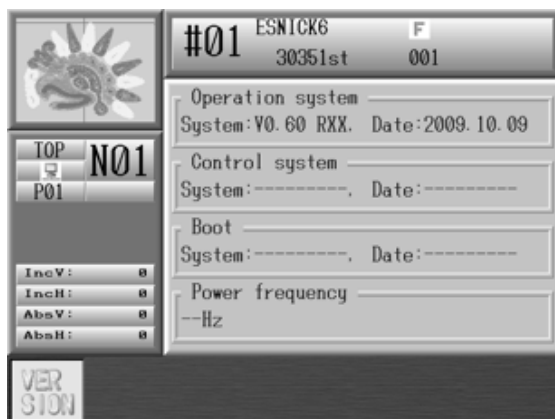 #01 ESNICK6 F
30351st 001
Operation system
System:V0.60 RXX. Date:2009.10.09
TOP
N01
P01
Control system
System:---------. Date:---------
Boot
System:---------. Date:---------
Power frequency
--Hz
IncV: 0
IncH: 0
AbsV: 0
AbsH: 0
VER
SION